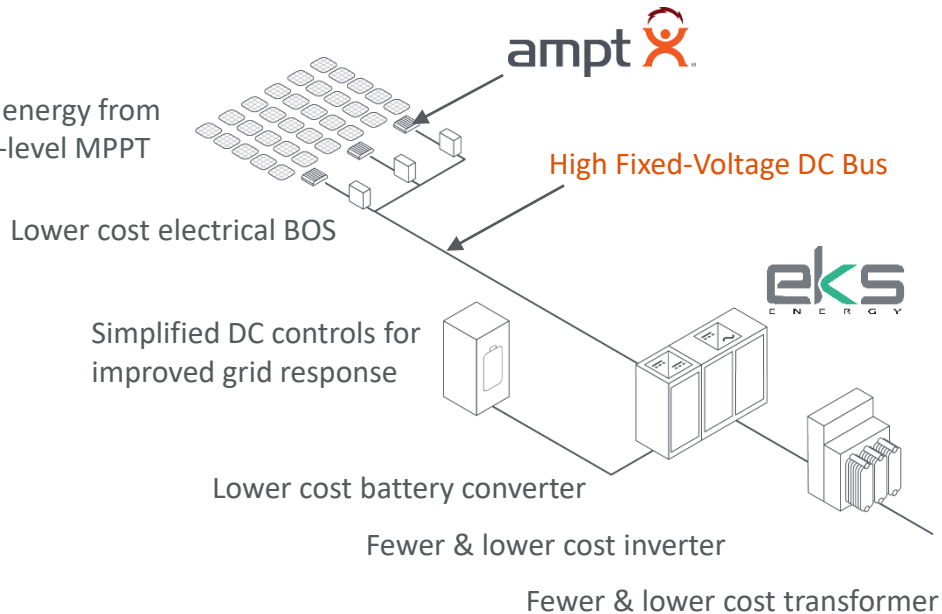 ampt
energy from
-level MPPT
High Fixed-Voltage DC Bus
Lower cost electrical BOS
eks
ENERGY
Simplified DC controls for
improved grid response
Lower cost battery converter
Fewer & lower cost inverter
Fewer & lower cost transformer